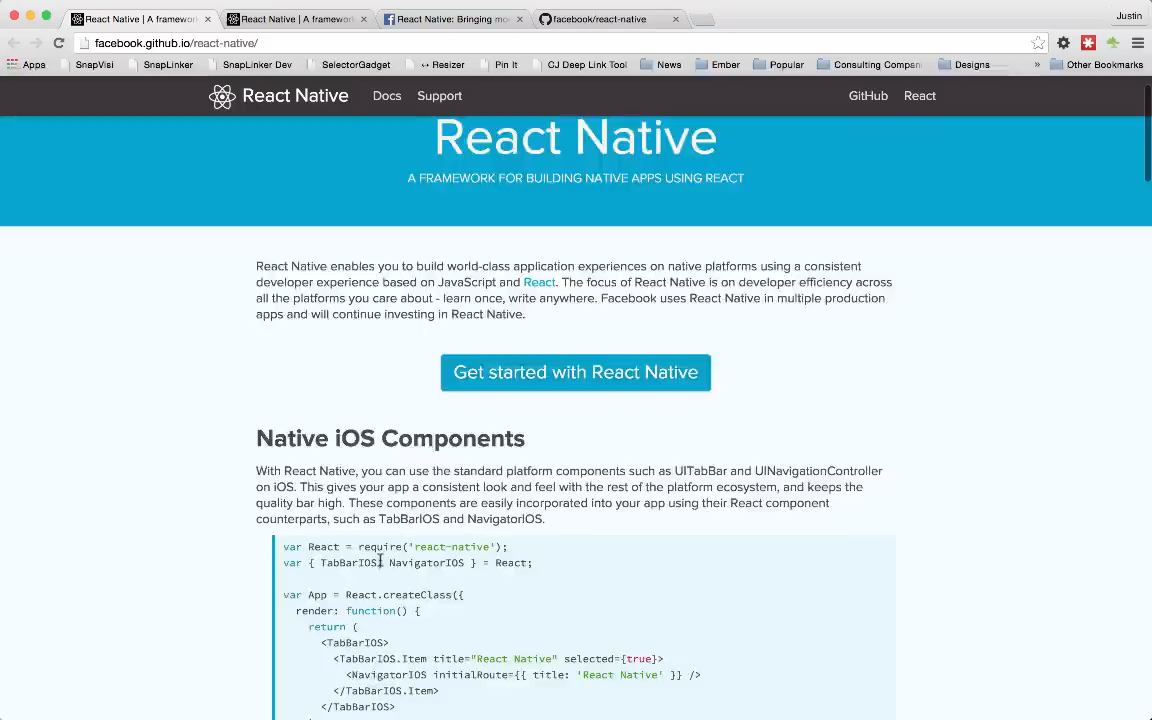 React Native | A framewor
React Native | A framewor
React Native: Bringing mo
facebook/react-native
Justin
facebook.github.io/react-native/
Apps
SnapVisi
SnapLinker
SnapLinker Dev
SelectorGadget
↔ Resizer
Pin It
CJ Deep Link Tool
News
Ember
Popular
Consulting Compan
Designs
»
Other Bookmarks
React Native
Docs
Support
GitHub
React
React Native
A FRAMEWORK FOR BUILDING NATIVE APPS USING REACT
React Native enables you to build world-class application experiences on native platforms using a consistent
developer experience based on JavaScript and React. The focus of React Native is on developer efficiency across
all the platforms you care about - learn once, write anywhere. Facebook uses React Native in multiple production
apps and will continue investing in React Native.
Get started with React Native
Native iOS Components
With React Native, you can use the standard platform components such as UITabBar and UINavigationController
on iOS. This gives your app a consistent look and feel with the rest of the platform ecosystem, and keeps the
quality bar high. These components are easily incorporated into your app using their React component
counterparts, such as TabBarIOS and NavigatorIOS.
var React = require('react-native');
var { TabBarIOS, NavigatorIOS } = React;
var App = React.createClass({
render: function() {
return (
<TabBarIOS>
<TabBarIOS.Item title="React Native" selected={true}>
<NavigatorIOS initialRoute={{ title: 'React Native' }} />
</TabBarIOS.Item>
</TabBarIOS>